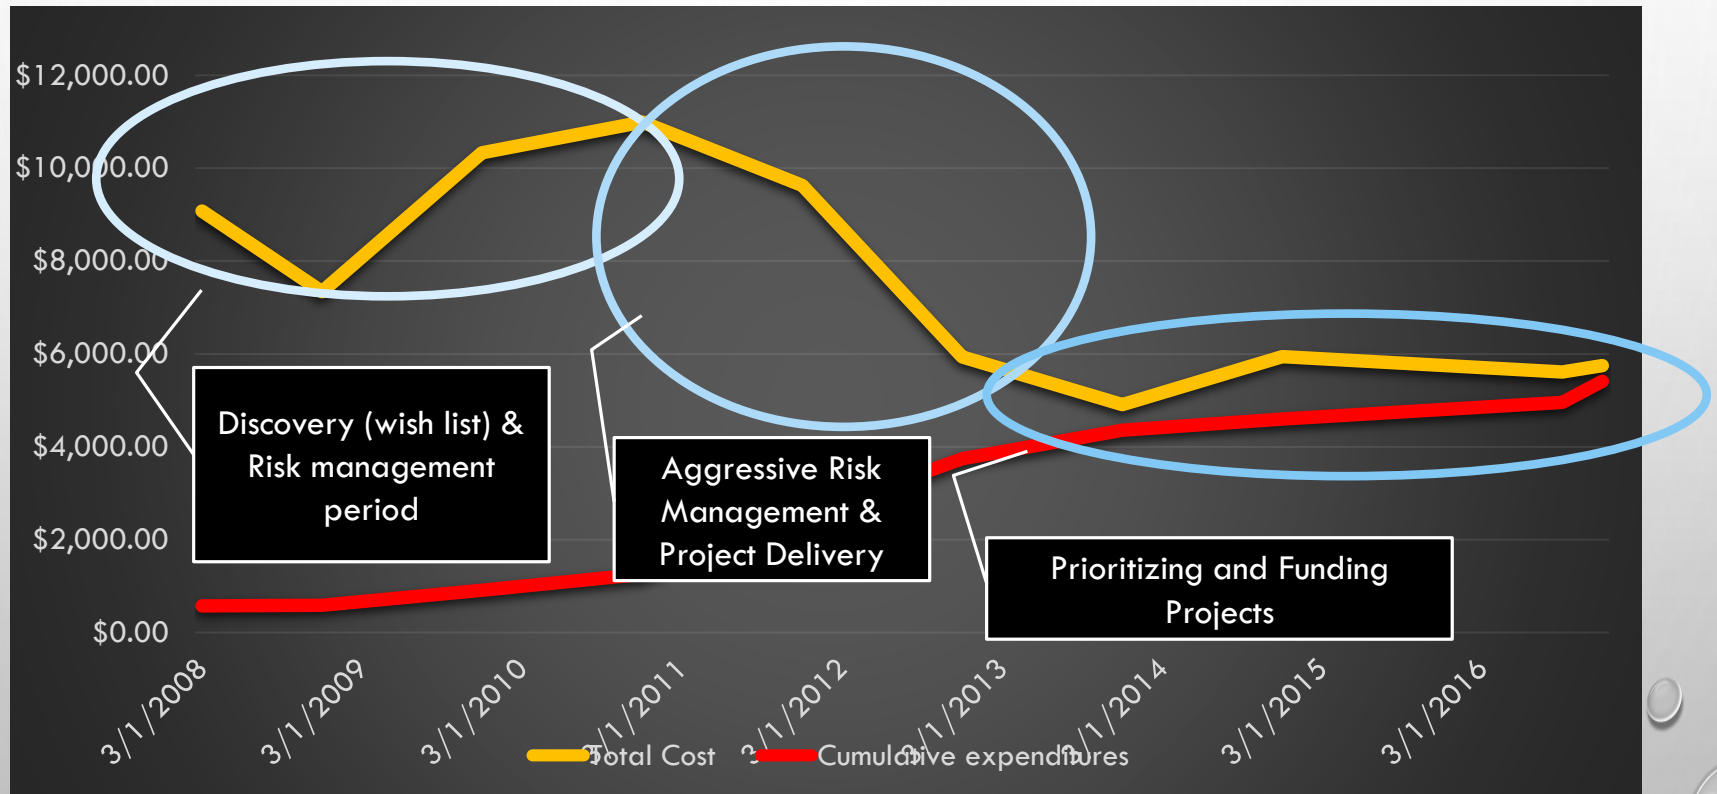 $12,000.00
$10,000.00
$8,000.00
$6,000.00
$4,000.00
$2,000.00
$0.00
Discovery (wish list) &
Risk management
period
Aggressive Risk
Management &
Project Delivery
Prioritizing and Funding
Projects
3/1/2008
3/1/2009
3/1/2010
3/1/2011
3/1/2012
3/1/2013
3/1/2014
3/1/2015
3/1/2016
Total Cost
Cumulative expenditures